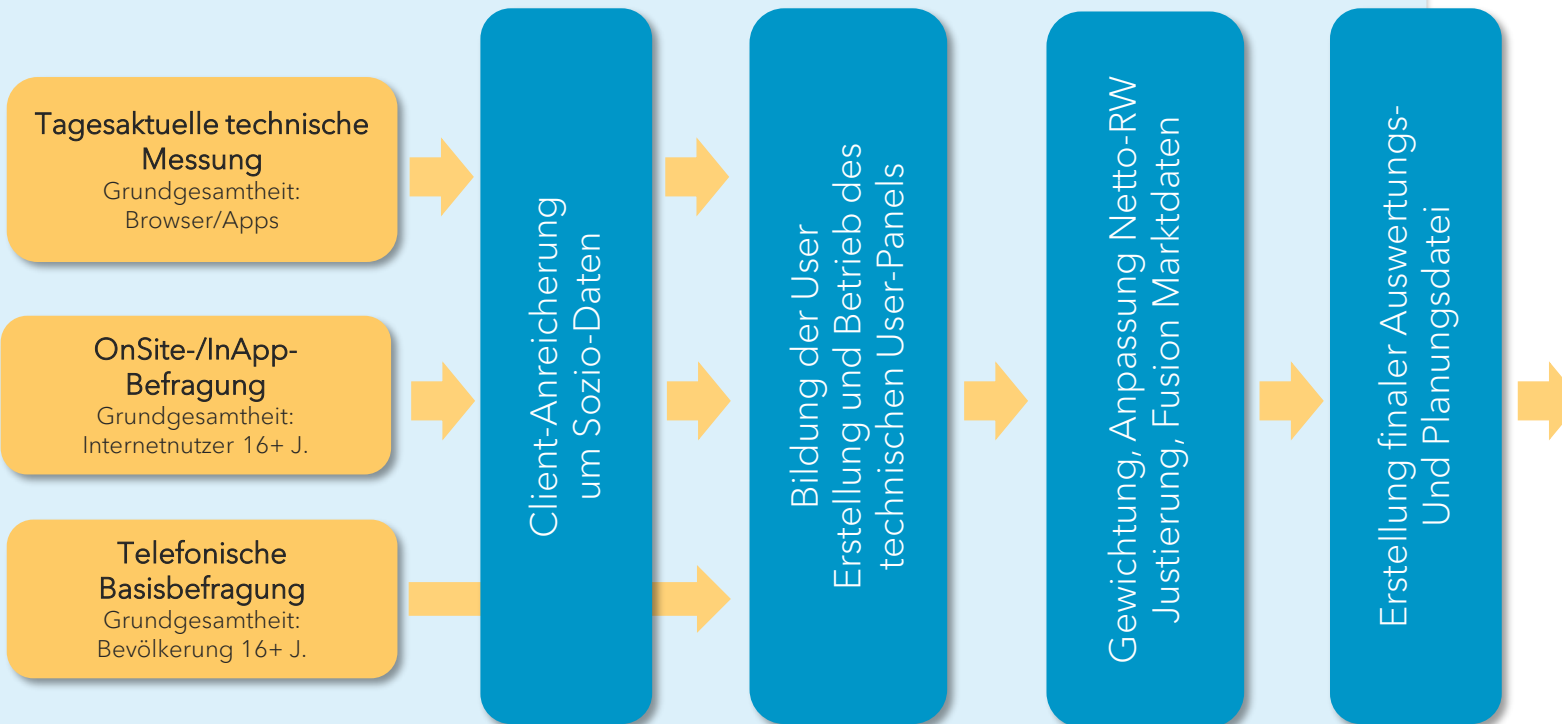 Tagesaktuelle technische
Messung
Grundgesamtheit:
Browser/Apps
OnSite-/InApp-
Befragung
Grundgesamtheit:
Internetnutzer 16+ J.
Telefonische
Basisbefragung
Grundgesamtheit:
Bevölkerung 16+ J.
Client-Anreicherung
um Sozio-Daten
Bildung der User
Erstellung und Betrieb des
technischen User-Panels
Gewichtung, Anpassung Netto-RW
Justierung, Fusion Marktdaten
Erstellung finaler Auswertungs-
Und Planungsdatei